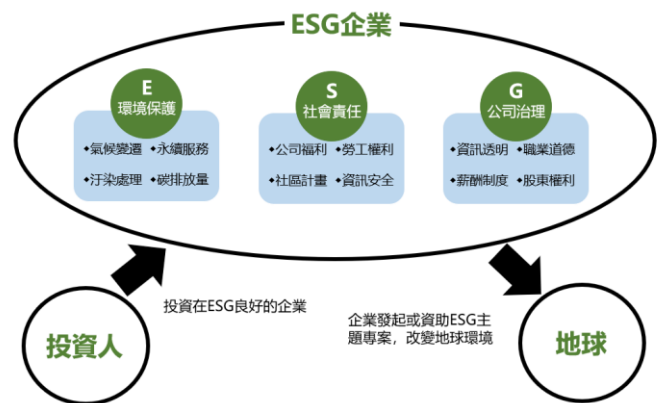 ESG企業
E
環境保護
◆氣候變遷 ◆永續服務
◆汙染處理 ◆碳排放量
S
社會責任
◆公司福利 ◆勞工權利
◆社區計畫 ◆資訊安全
G
公司治理
◆資訊透明 ◆職業道德
◆薪酬制度 ◆股東權利
投資人
投資在ESG良好的企業
企業發起或資助ESG主
題專案，改變地球環境
地球